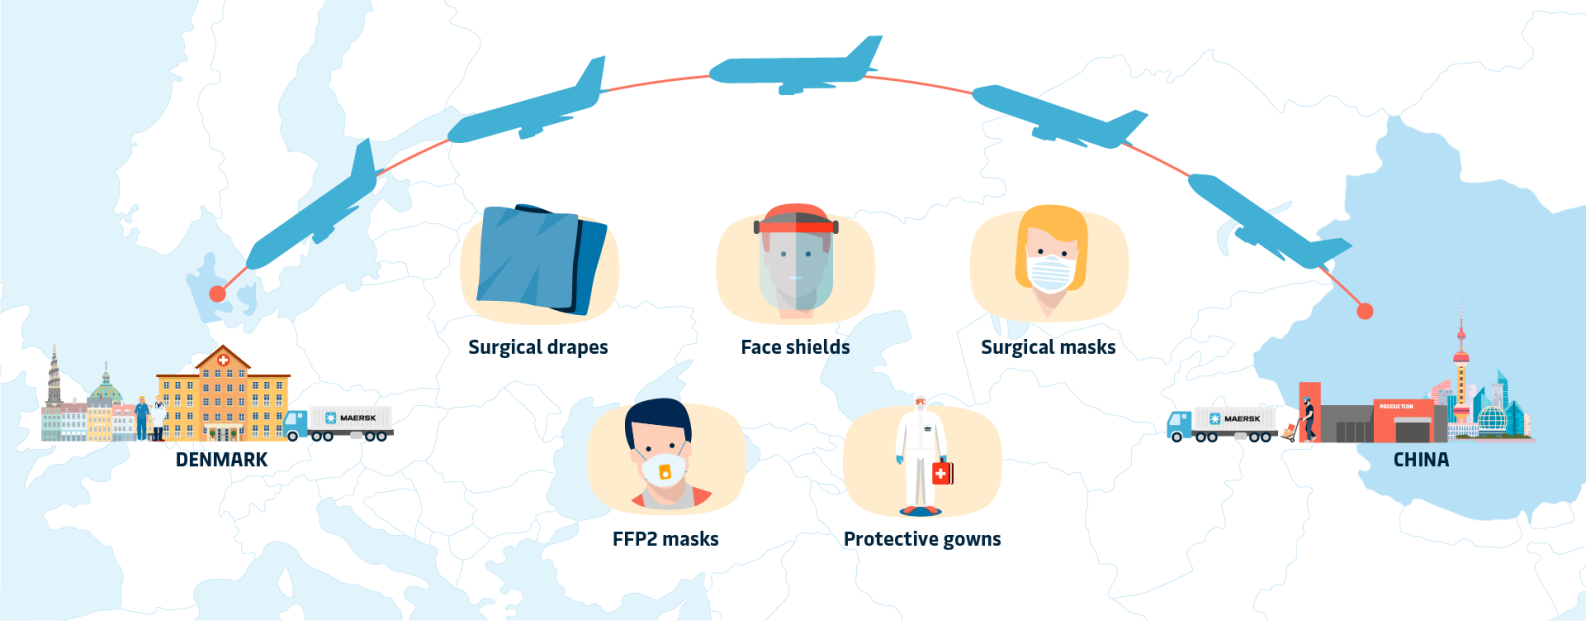 Surgical drapes
Face shields
Surgical masks
MAERSK
MAERSK
PRODUCTION
DENMARK
CHINA
FFP2 masks
Protective gowns